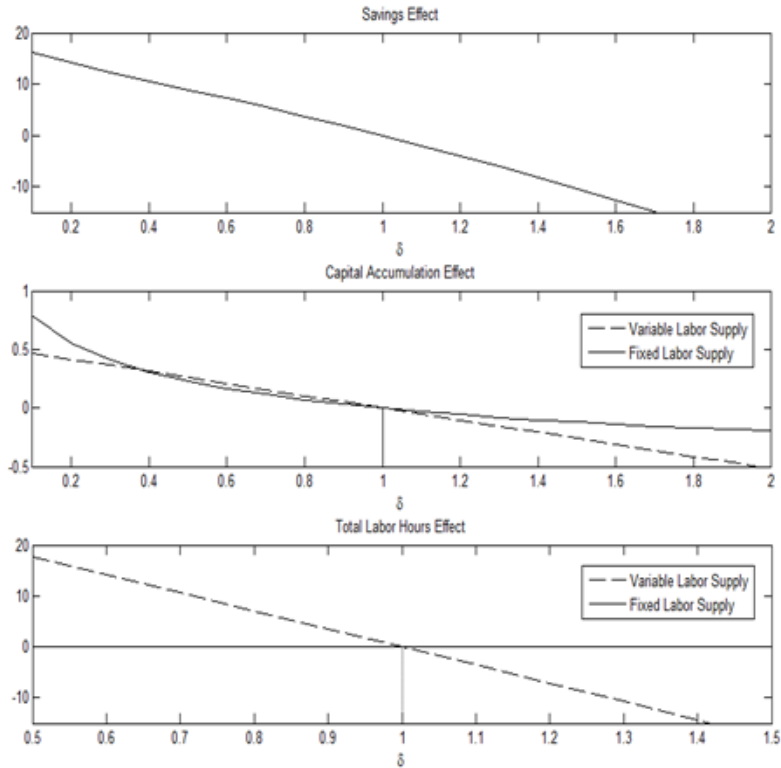 Savings Effect
20
10
0
-10
0.2 0.4 0.6 0.8 1 1.2 1.4 1.6 1.8 2
δ
Capital Accumulation Effect
1
0.5
0
-0.5
Variable Labor Supply
Fixed Labor Supply
0.2 0.4 0.6 0.8 1 1.2 1.4 1.6 1.8 2
δ
Total Labor Hours Effect
20
10
0
-10
Variable Labor Supply
Fixed Labor Supply
0.5 0.6 0.7 0.8 0.9 1 1.1 1.2 1.3 1.4 1.5
δ